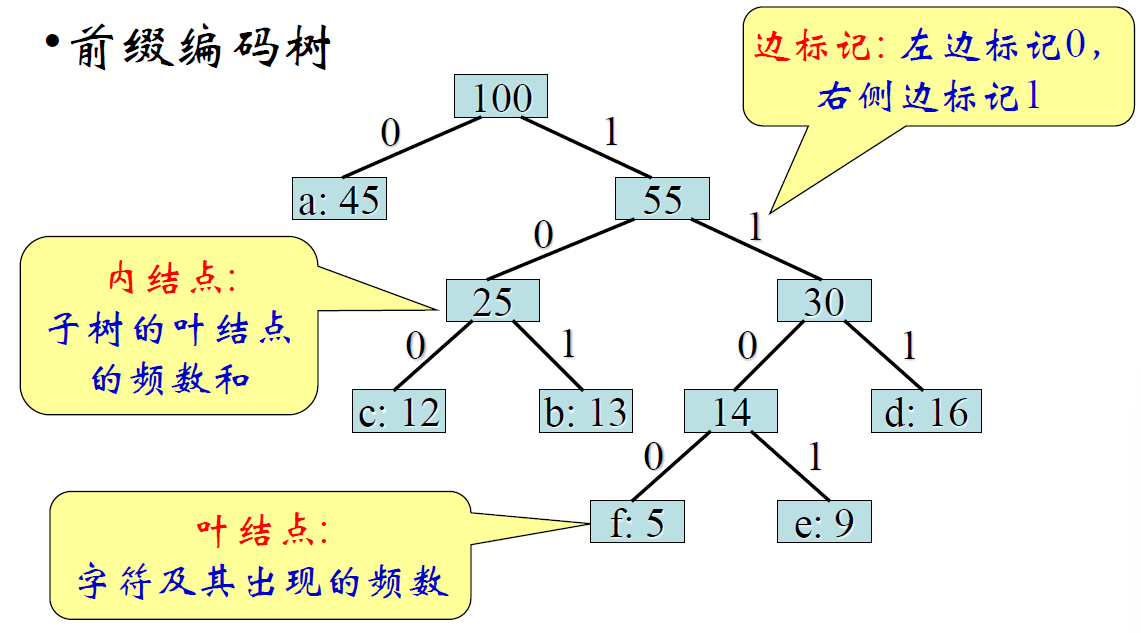 •前缀编码树
边标记: 左边标记0,
右侧边标记1
100
0
1
a: 45
55
0
1
内结点:
子树的叶结点
的频数和
25
30
0
1
0
1
c: 12
b: 13
14
d: 16
0
1
叶结点:
字符及其出现的频数
f: 5
e: 9